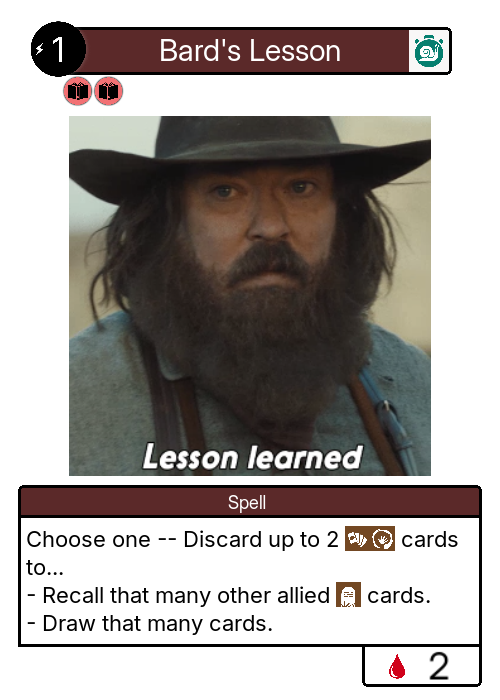 1
Bard's Lesson
Lesson learned
Spell
Choose one -- Discard up to 2 cards
to...
- Recall that many other allied cards.
- Draw that many cards.
2